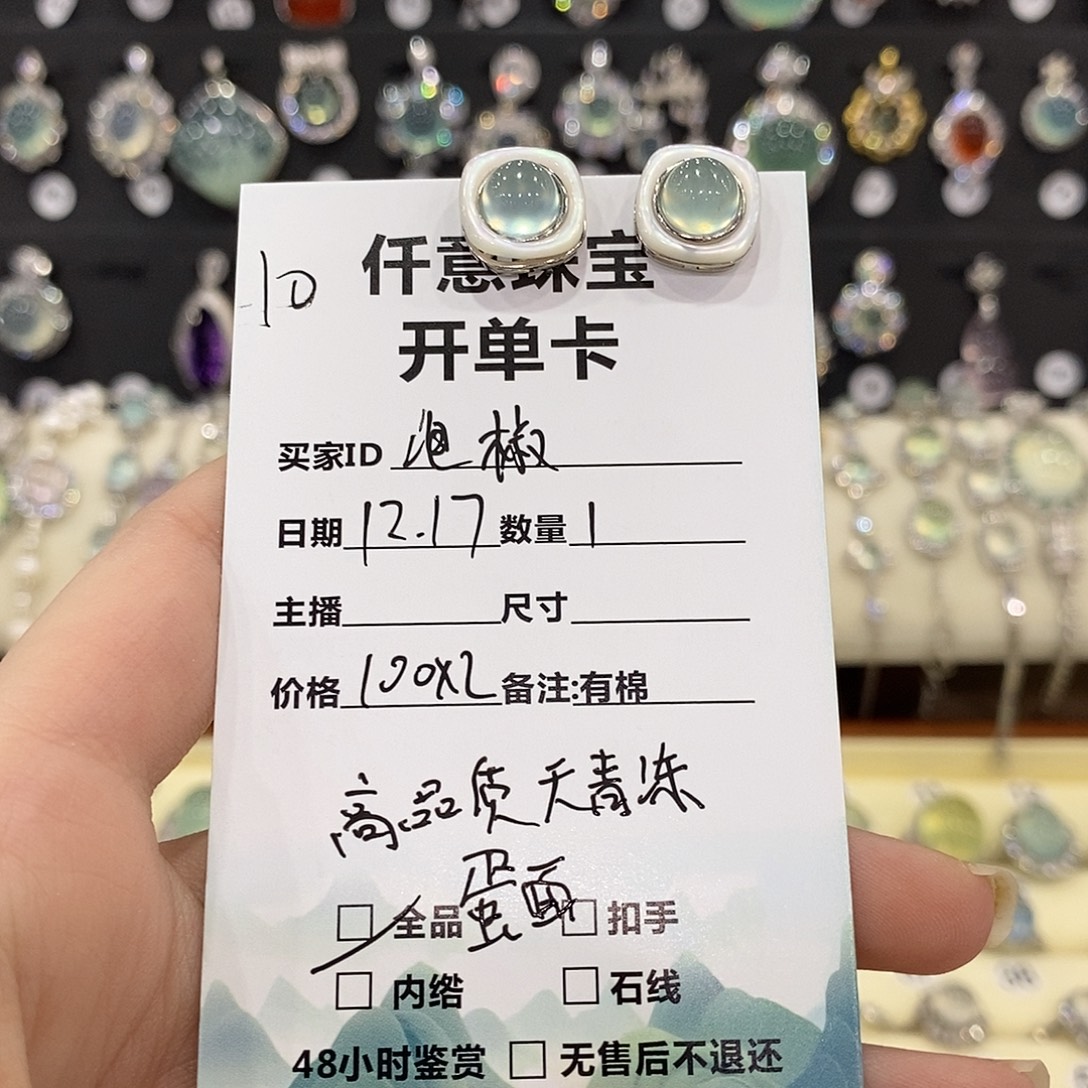 -10
仟意珠宝
开单卡
买家ID 泡椒
日期 12.17 数量 1
主播 尺寸
价格 100X2 备注:有棉
高品质天青冻
蛋面
全品 扣手
内绺 石线
48小时鉴赏 无售后不退还